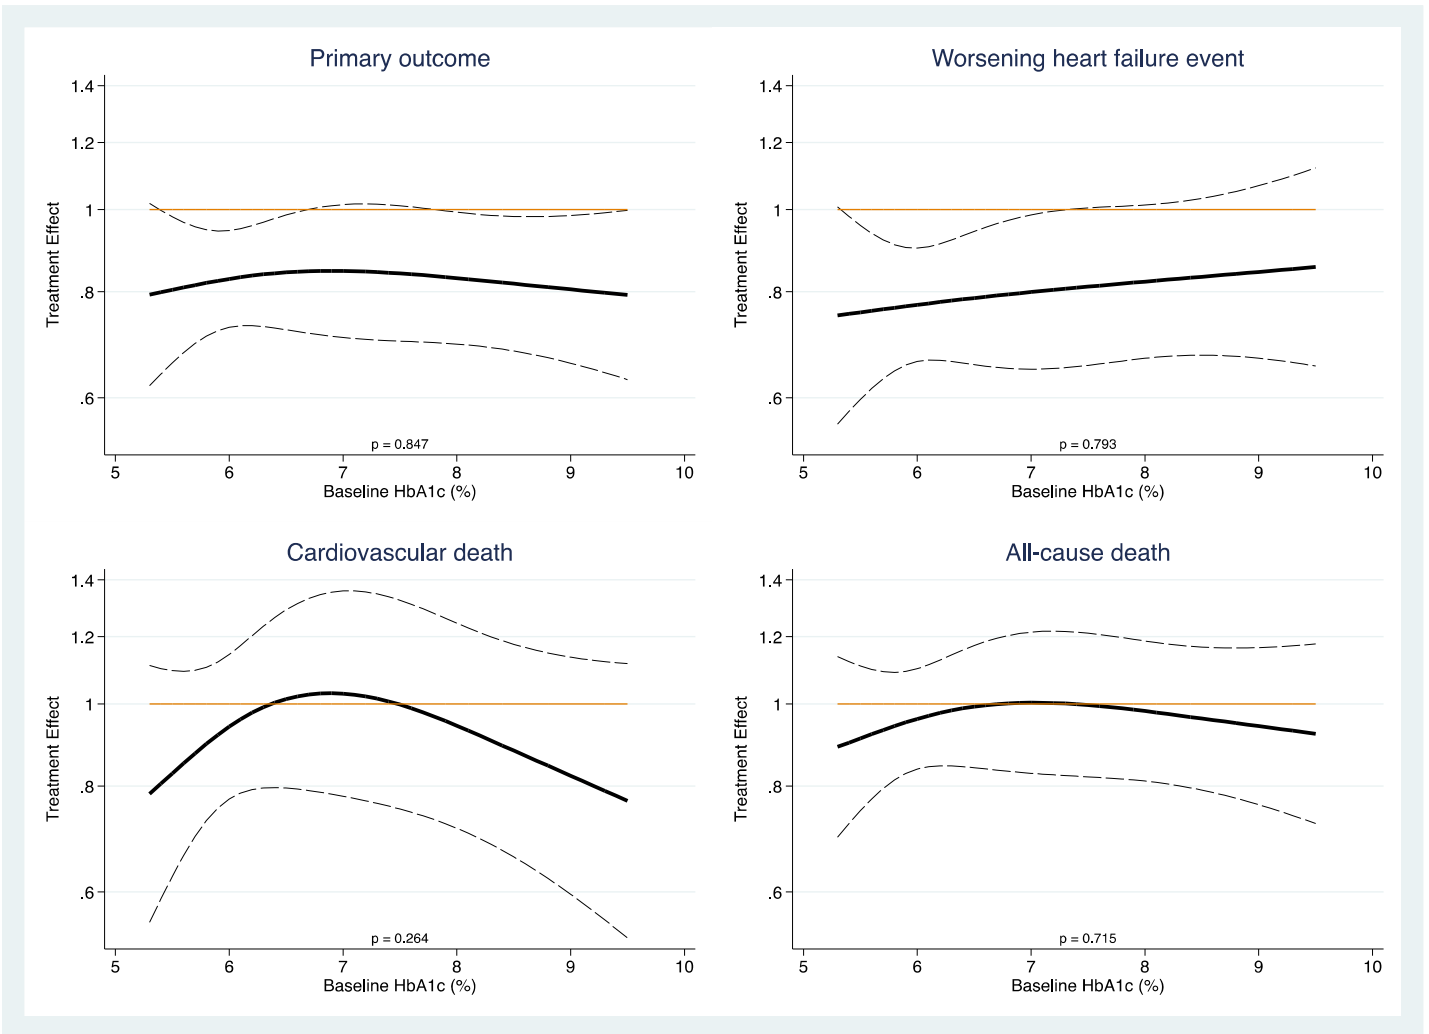 Primary outcome
1.4
1.2
1
.8
.6
Treatment Effect
p = 0.847
5 6 7 8 9 10
Baseline HbA1c (%)
Worsening heart failure event
1.4
1.2
1
.8
.6
Treatment Effect
p = 0.793
5 6 7 8 9 10
Baseline HbA1c (%)
Cardiovascular death
1.4
1.2
1
.8
.6
Treatment Effect
p = 0.264
5 6 7 8 9 10
Baseline HbA1c (%)
All-cause death
1.4
1.2
1
.8
.6
Treatment Effect
p = 0.715
5 6 7 8 9 10
Baseline HbA1c (%)